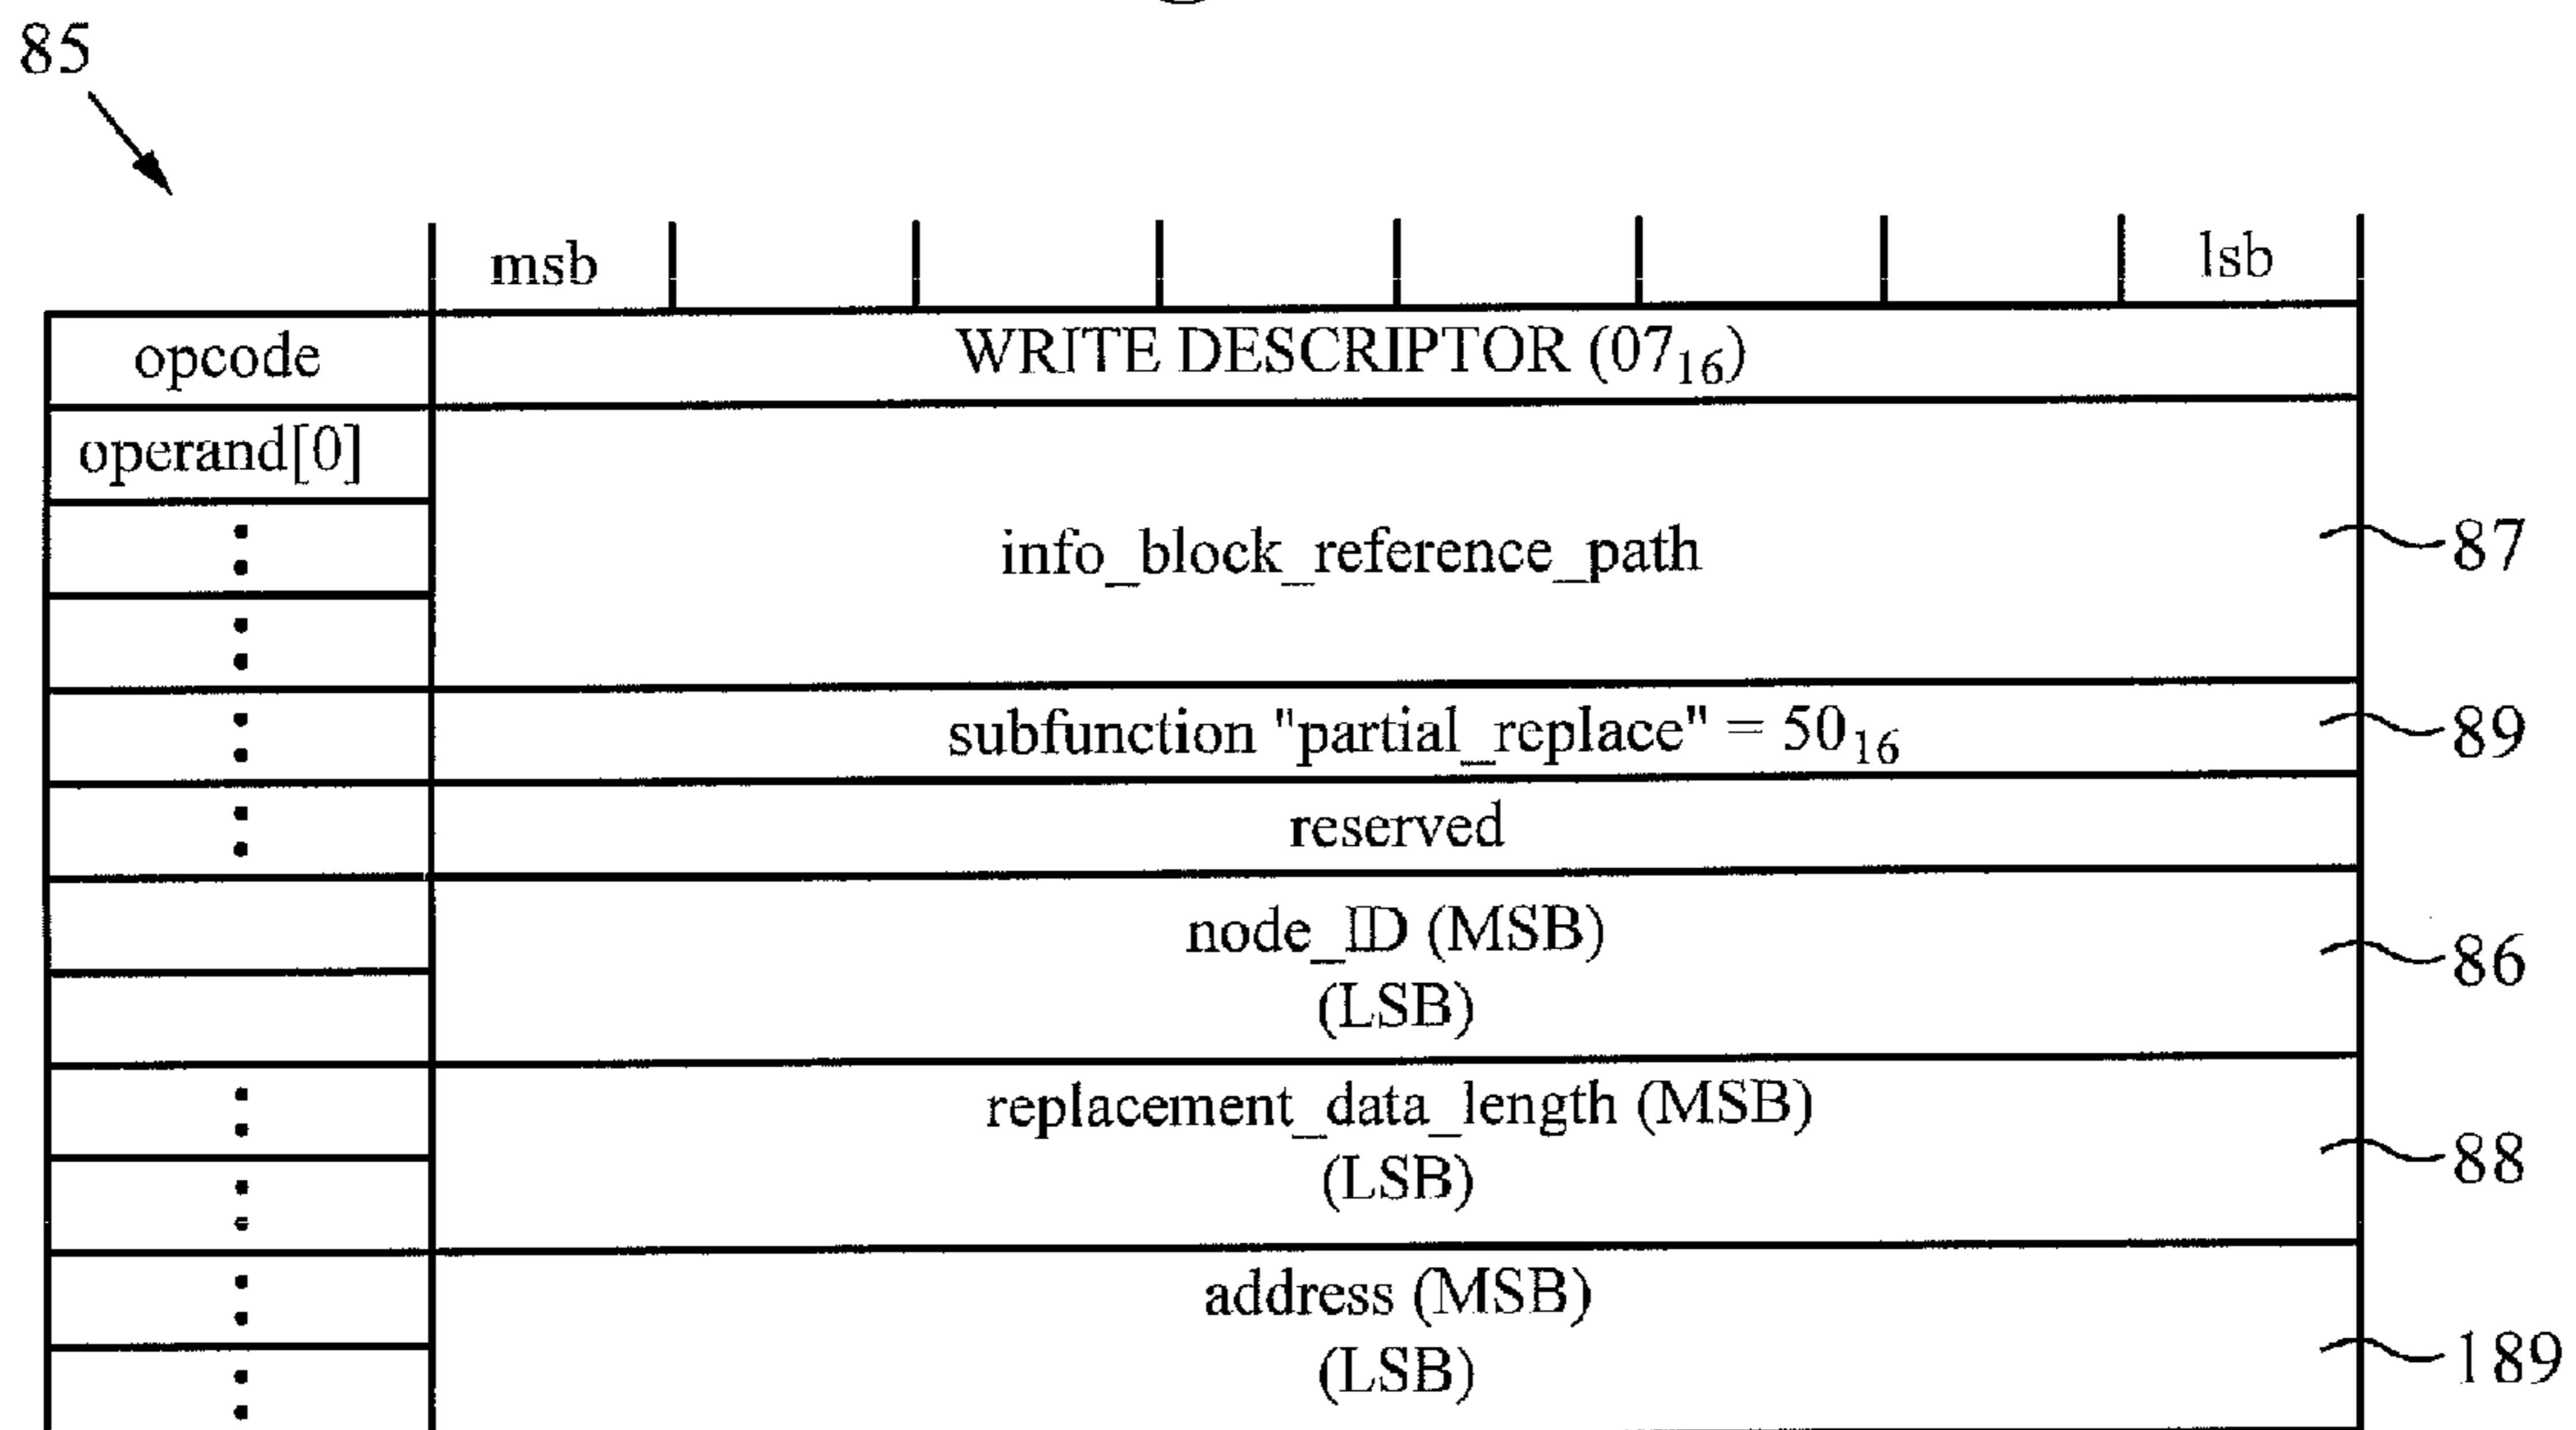 85
msb lsb
opcode WRITE DESCRIPTOR (07₁₆)
operand[0]
info_block_reference_path 87
subfunction "partial_replace" = 50₁₆ 89
reserved
node_ID (MSB)
86
(LSB)
replacement_data_length (MSB)
88
(LSB)
address (MSB)
189
(LSB)